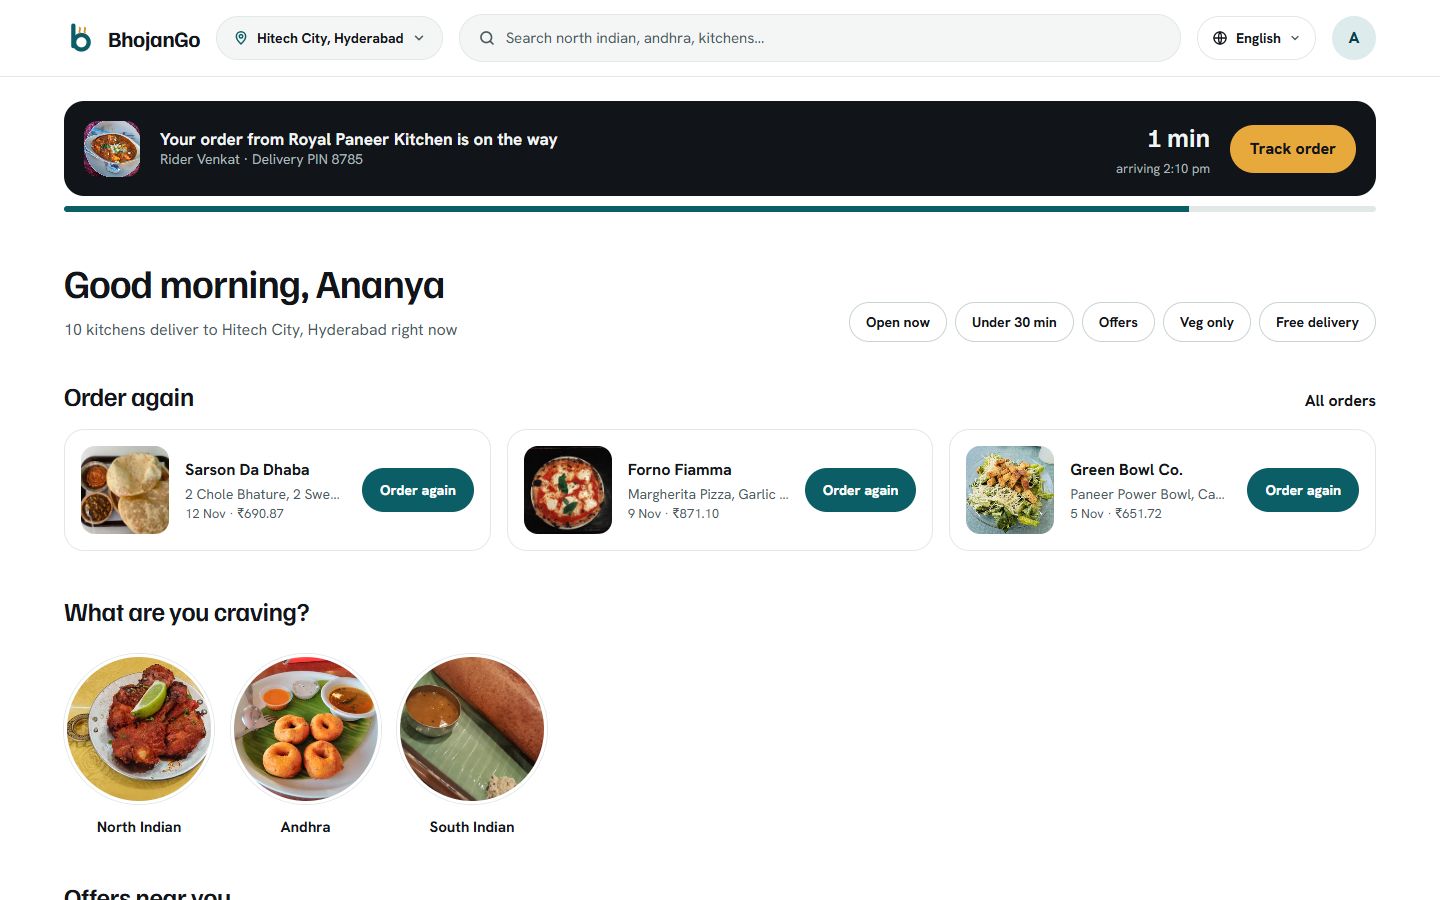 BhojanGo
Hitech City, Hyderabad
Search north indian, andhra, kitchens...
English
A
Your order from Royal Paneer Kitchen is on the way
Rider Venkat · Delivery PIN 8785
1 min
arriving 2:10 pm
Track order
Good morning, Ananya
10 kitchens deliver to Hitech City, Hyderabad right now
Open now
Under 30 min
Offers
Veg only
Free delivery
Order again
All orders
Sarson Da Dhaba
2 Chole Bhature, 2 Swe...
12 Nov · ₹690.87
Order again
Forno Fiamma
Margherita Pizza, Garlic ...
9 Nov · ₹871.10
Order again
Green Bowl Co.
Paneer Power Bowl, Ca...
5 Nov · ₹651.72
Order again
What are you craving?
North Indian
Andhra
South Indian
Offers near you